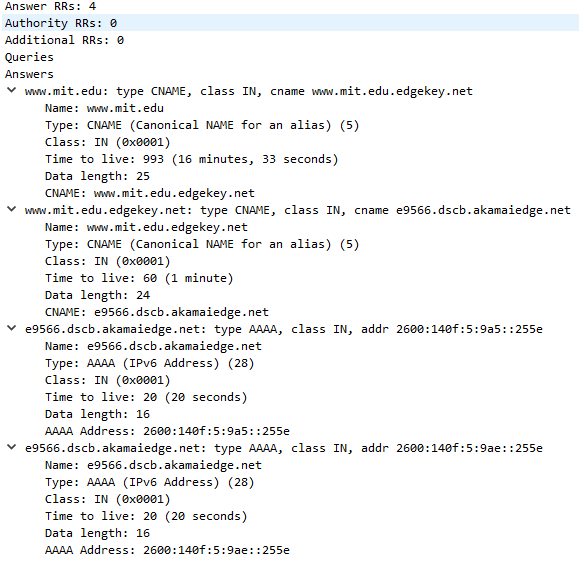 Answer RRs: 4
Authority RRs: 0
Additional RRs: 0
Queries
Answers
www.mit.edu: type CNAME, class IN, cname www.mit.edu.edgekey.net
Name: www.mit.edu
Type: CNAME (Canonical NAME for an alias) (5)
Class: IN (0x0001)
Time to live: 993 (16 minutes, 33 seconds)
Data length: 25
CNAME: www.mit.edu.edgekey.net
www.mit.edu.edgekey.net: type CNAME, class IN, cname e9566.dscb.akamaiedge.net
Name: www.mit.edu.edgekey.net
Type: CNAME (Canonical NAME for an alias) (5)
Class: IN (0x0001)
Time to live: 60 (1 minute)
Data length: 24
CNAME: e9566.dscb.akamaiedge.net
e9566.dscb.akamaiedge.net: type AAAA, class IN, addr 2600:140f:5:9a5::255e
Name: e9566.dscb.akamaiedge.net
Type: AAAA (IPv6 Address) (28)
Class: IN (0x0001)
Time to live: 20 (20 seconds)
Data length: 16
AAAA Address: 2600:140f:5:9a5::255e
e9566.dscb.akamaiedge.net: type AAAA, class IN, addr 2600:140f:5:9ae::255e
Name: e9566.dscb.akamaiedge.net
Type: AAAA (IPv6 Address) (28)
Class: IN (0x0001)
Time to live: 20 (20 seconds)
Data length: 16
AAAA Address: 2600:140f:5:9ae::255e